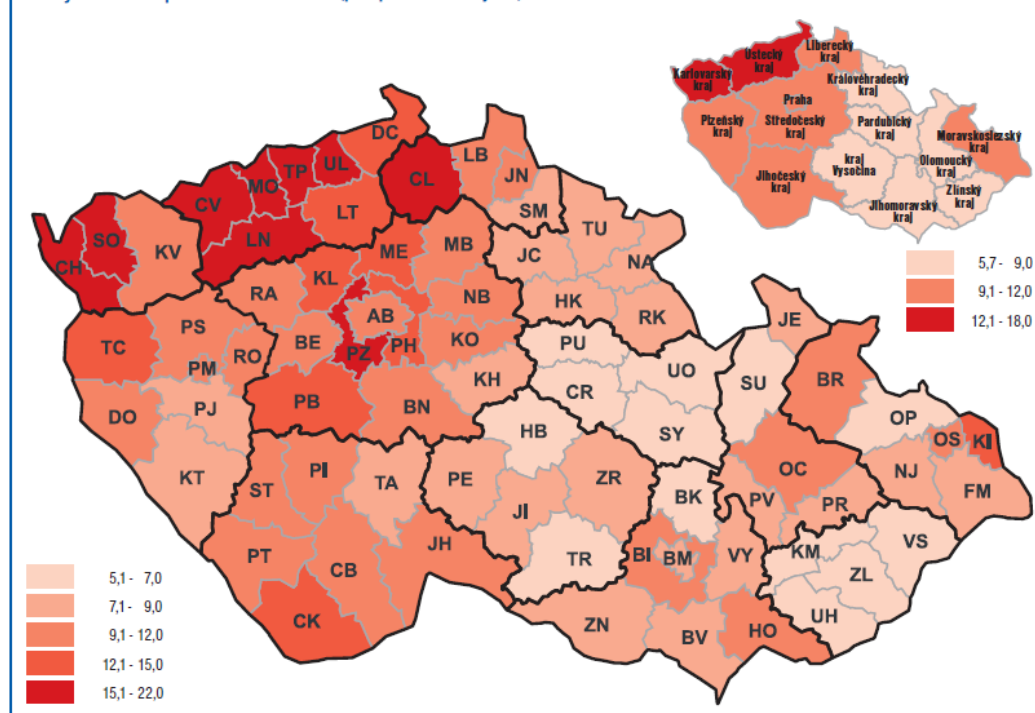 Liberecký
kraj
Ústecký
kraj
Karlovarský
kraj
Královéhradecký
kraj
Praha
Plzeňský
kraj
Středočeský
kraj
Pardubický
kraj
Moravskoslezský
kraj
Olomoucký
kraj
kraj
Vysočina
Jihočeský
kraj
Zlínský
kraj
Jihomoravský
kraj
5,7 - 9,0
9,1 - 12,0
12,1 - 18,0
DC
LB
UL
TP
MO
CL
JN
CV
LT
SM
LN
TU
SO
KV
CH
ME
MB
JC
NA
KL
RA
NB
HK
AB
RK
JE
PS
BE
PZ
PH
KO
PU
TC
RO
PM
UO
SU
BR
KH
CR
PJ
PB
BN
DO
OP
HB
SY
OS
KI
PI
OC
NJ
KT
ST
TA
PE
ZR
FM
BK
PV
PR
JI
JH
VS
PT
CB
TR
BI
BM
VY
KM
ZL
CK
ZN
UH
BV
HO
5,1 - 7,0
7,1 - 9,0
9,1 - 12,0
12,1 - 15,0
15,1 - 22,0